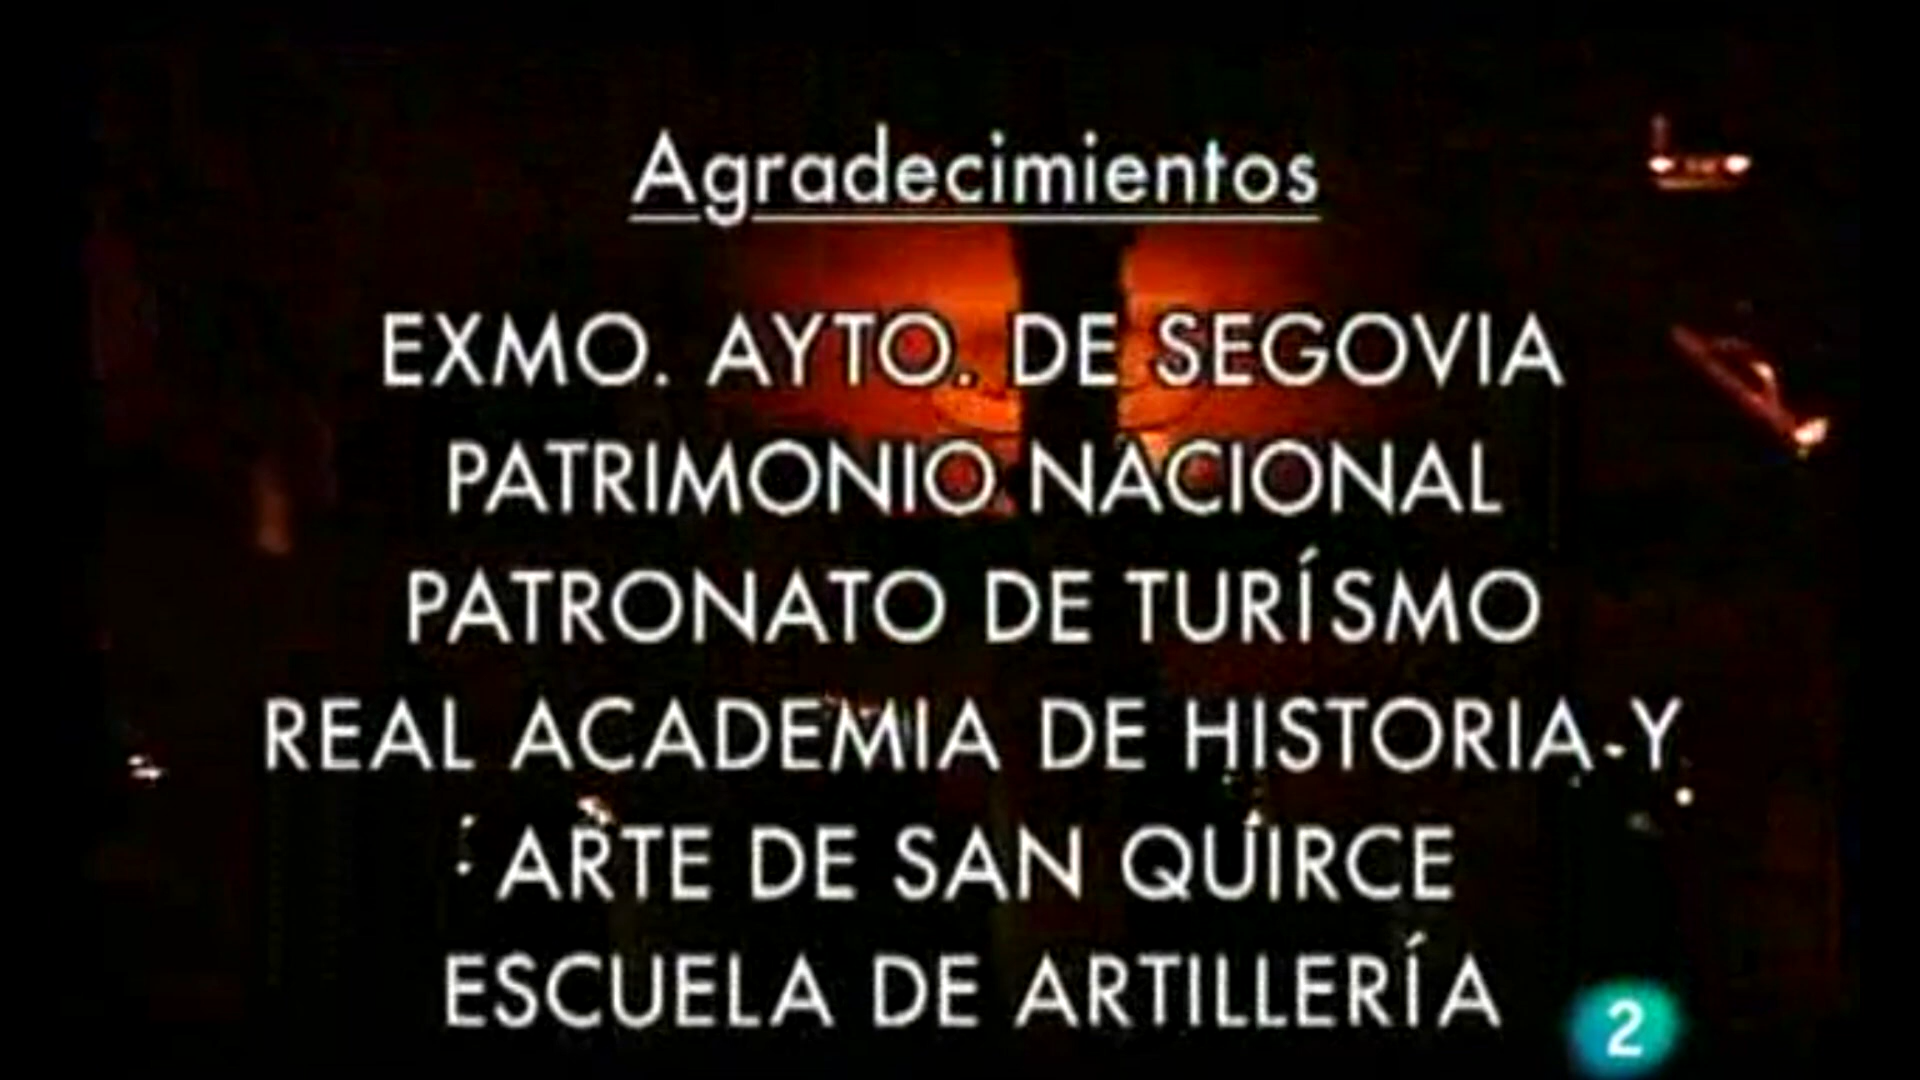 Agradecimientos
EXMO. AYTO. DE SEGOVIA
PATRIMONIO NACIONAL
PATRONATO DE TURÍSMO
REAL ACADEMIA DE HISTORIA Y
ARTE DE SAN QUIRCE
ESCUELA DE ARTILLERÍA
2